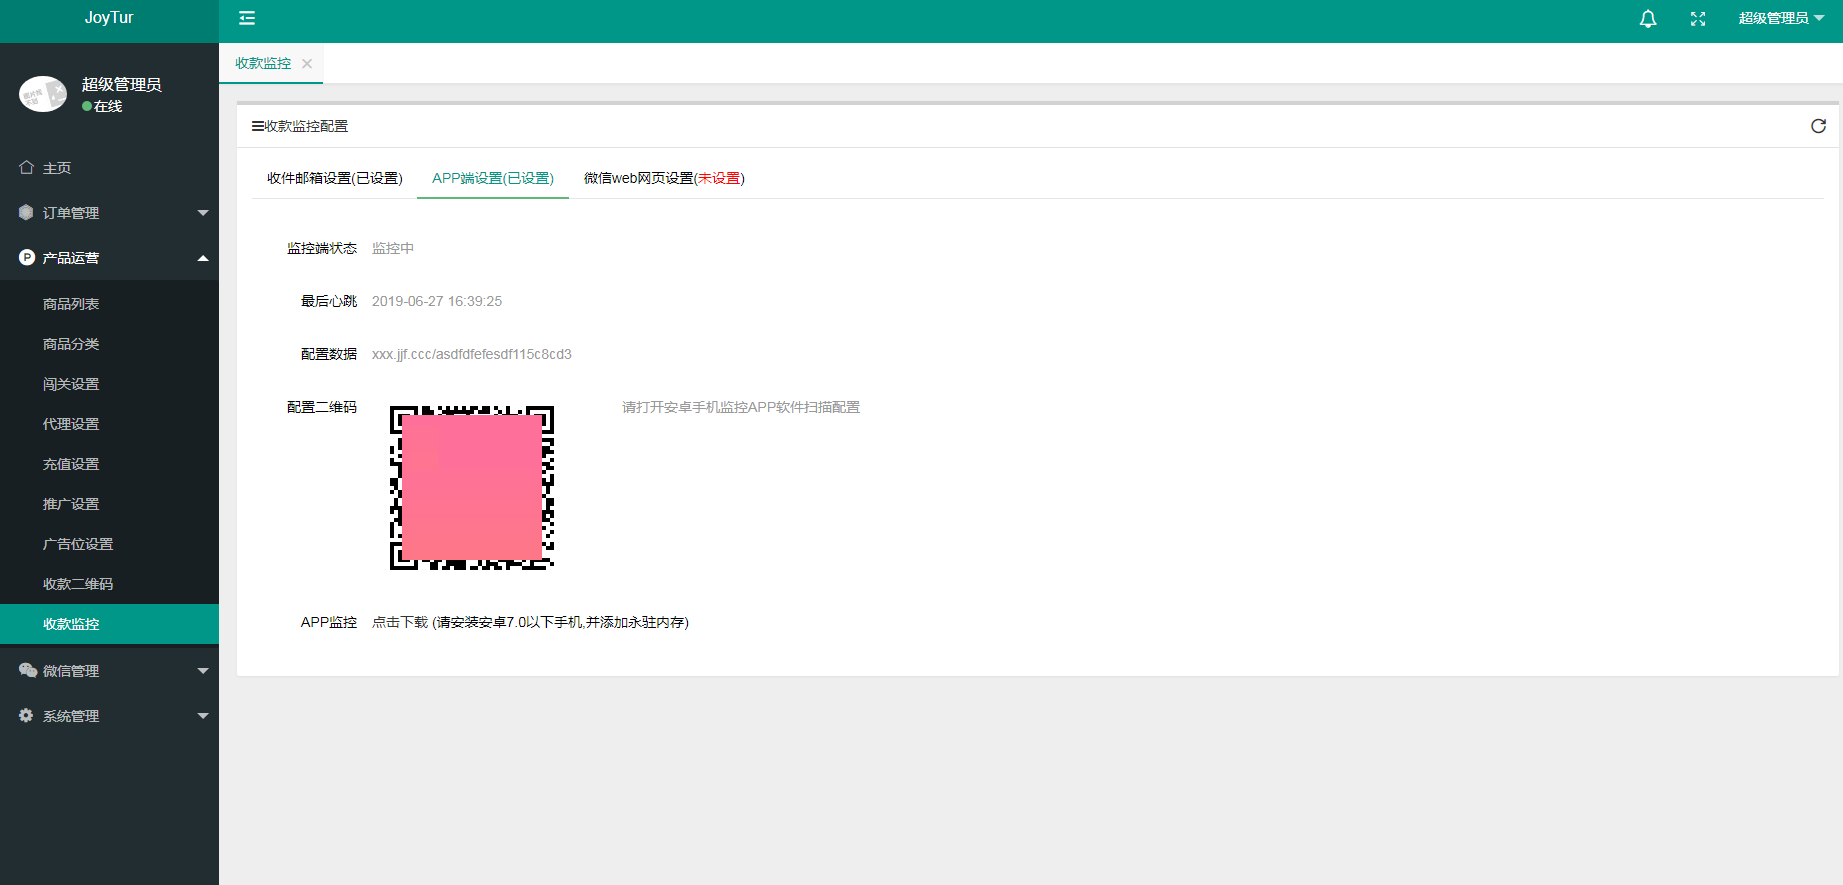 JoyTur
超级管理员
超级管理员
在线
主页
订单管理
产品运营
商品列表
商品分类
闯关设置
代理设置
充值设置
推广设置
广告位设置
收款二维码
收款监控
微信管理
系统管理
收款监控
收款监控配置
收件邮箱设置(已设置) APP端设置(已设置) 微信web网页设置(未设置)
监控端状态 监控中
最后心跳 2019-06-27 16:39:25
配置数据 xxx.jjf.ccc/asdfdfefesdf115c8cd3
配置二维码 请打开安卓手机监控APP软件扫描配置
APP监控 点击下载 (请安装安卓7.0以下手机,并添加永驻内存)